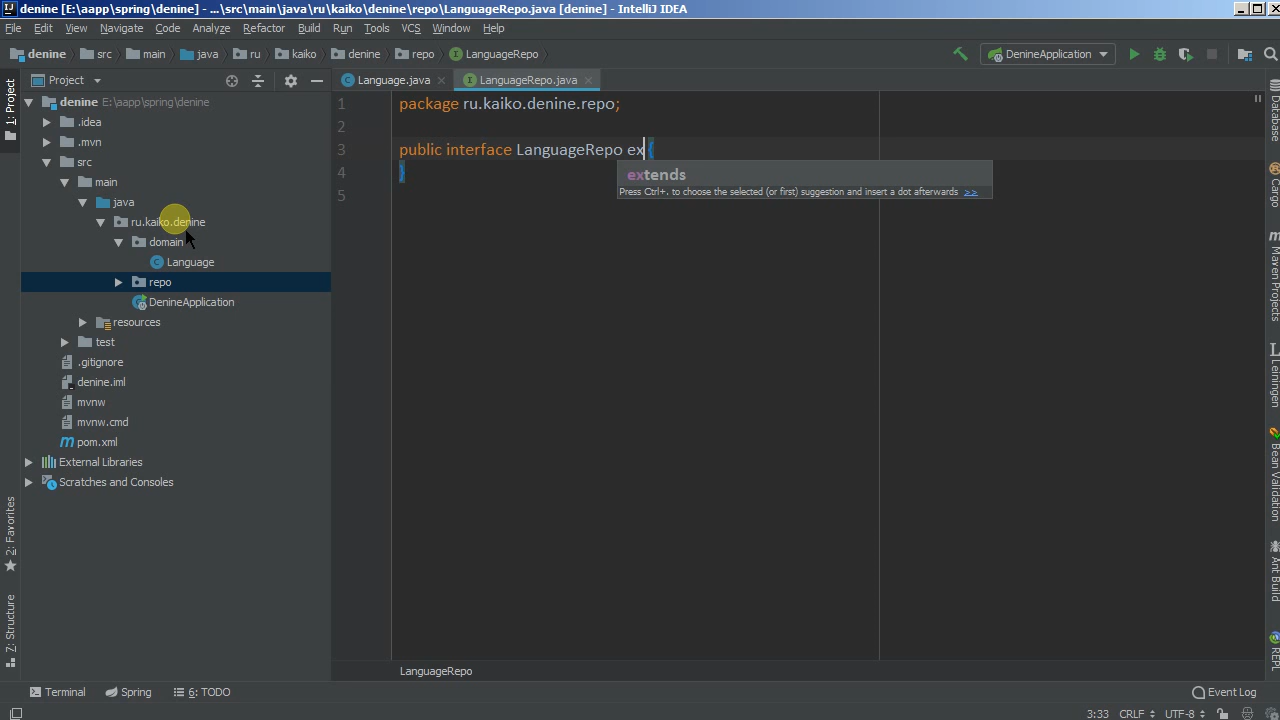 denine [E:\aapp\spring\denine] - ...\src\main\java\ru\kaiko\denine\repo\LanguageRepo.java [denine] - IntelliJ IDEA
File Edit View Navigate Code Analyze Refactor Build Run Tools VCS Window Help
denine src main java ru kaiko denine repo LanguageRepo DenineApplication
Project
Language.java LanguageRepo.java
1: Project
denine E:\aapp\spring\denine
.idea
.mvn
src
main
java
ru.kaiko.denine
domain
Language
repo
DenineApplication
resources
test
.gitignore
denine.iml
mvnw
mvnw.cmd
pom.xml
External Libraries
Scratches and Consoles
1 package ru.kaiko.denine.repo;
2
3 public interface LanguageRepo ex {
4 }
5
extends
Press Ctrl+. to choose the selected (or first) suggestion and insert a dot afterwards >>
Database
Cargo
Maven Projects
Leiningen
Bean Validation
Ant Build
REPL
2: Favorites
7: Structure
LanguageRepo
Terminal Spring 6: TODO Event Log
3:33 CRLF UTF-8